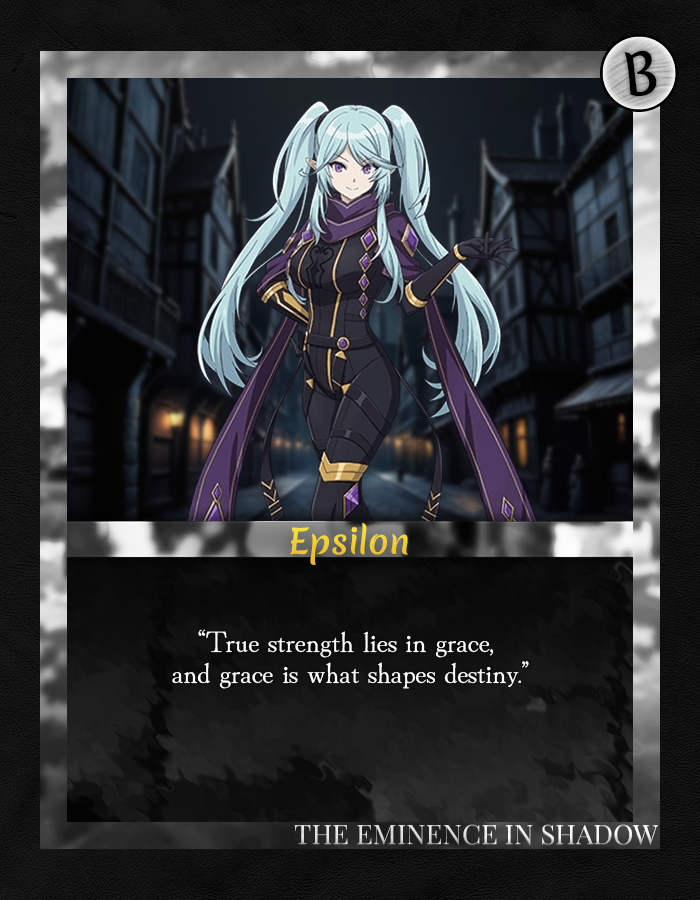 B
Epsilon
“True strength lies in grace,
and grace is what shapes destiny.”
THE EMINENCE IN SHADOW